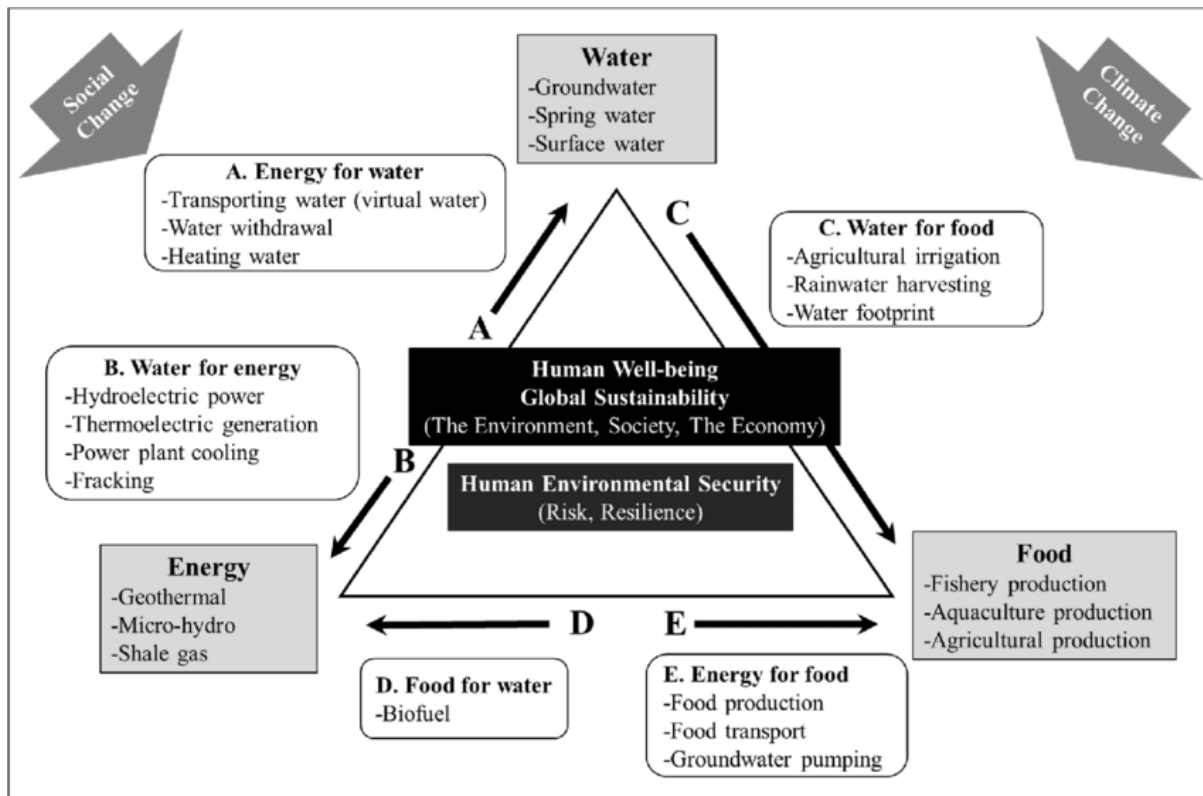 Social
Change
Water
-Groundwater
-Spring water
-Surface water
Climate
Change
A. Energy for water
-Transporting water (virtual water)
-Water withdrawal
-Heating water
C
C. Water for food
-Agricultural irrigation
-Rainwater harvesting
-Water footprint
A
B. Water for energy
-Hydroelectric power
-Thermoelectric generation
-Power plant cooling
-Fracking
Human Well-being
Global Sustainability
(The Environment, Society, The Economy)
B
Human Environmental Security
(Risk, Resilience)
Energy
-Geothermal
-Micro-hydro
-Shale gas
Food
-Fishery production
-Aquaculture production
-Agricultural production
D
E
D. Food for water
-Biofuel
E. Energy for food
-Food production
-Food transport
-Groundwater pumping